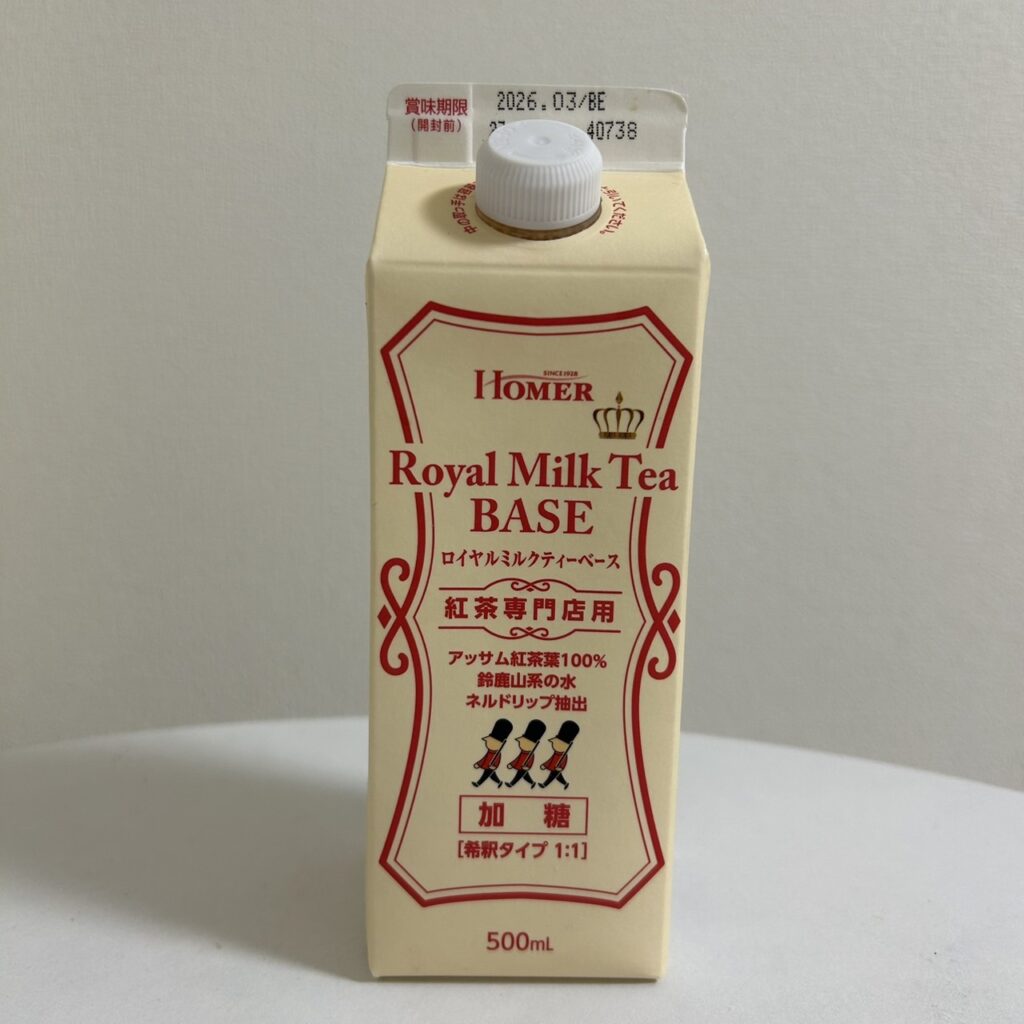 賞味期限
(開封前)
2026.03/BE
40738
SINCE 1928
HOMER
Royal Milk Tea
BASE
ロイヤルミルクティーベース
紅茶専門店用
アッサム紅茶葉100%
鈴鹿山系の水
ネルドリップ抽出
加糖
[希釈タイプ 1:1]
500mL